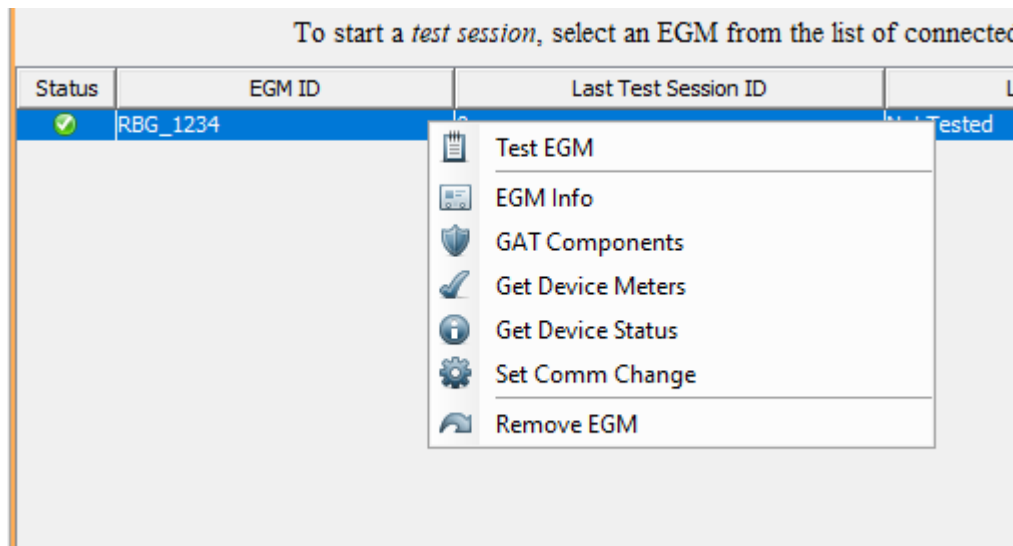 To start a test session, select an EGM from the list of connected
Status EGM ID Last Test Session ID L
RBG_1234 Tested
Test EGM
EGM Info
GAT Components
Get Device Meters
Get Device Status
Set Comm Change
Remove EGM